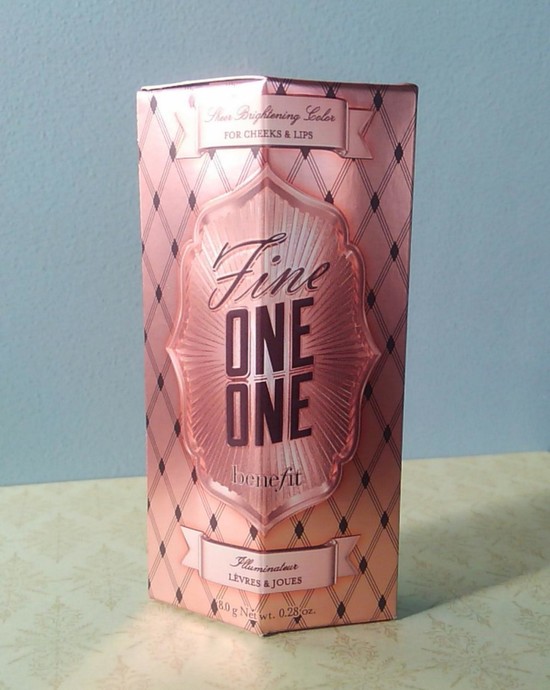 Sheer Brightening Color
FOR CHEEKS & LIPS
Fine
ONE
ONE
benefit
Illuminateur
LÈVRES & JOUES
8.0 g Net wt. 0.28 oz.